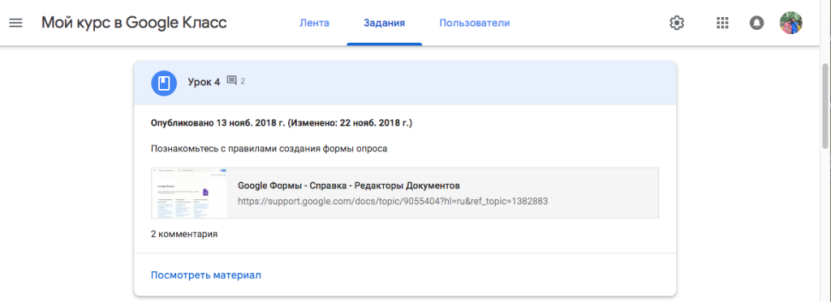 Мой курс в Google Класс
Лента
Задания
Пользователи
Урок 4
2
Опубликовано 13 нояб. 2018 г. (Изменено: 22 нояб. 2018 г.)
Познакомьтесь с правилами создания формы опроса
Google Формы - Справка - Редакторы Документов
https://support.google.com/docs/topic/9055404?hl=ru&ref_topic=1382883
2 комментария
Посмотреть материал